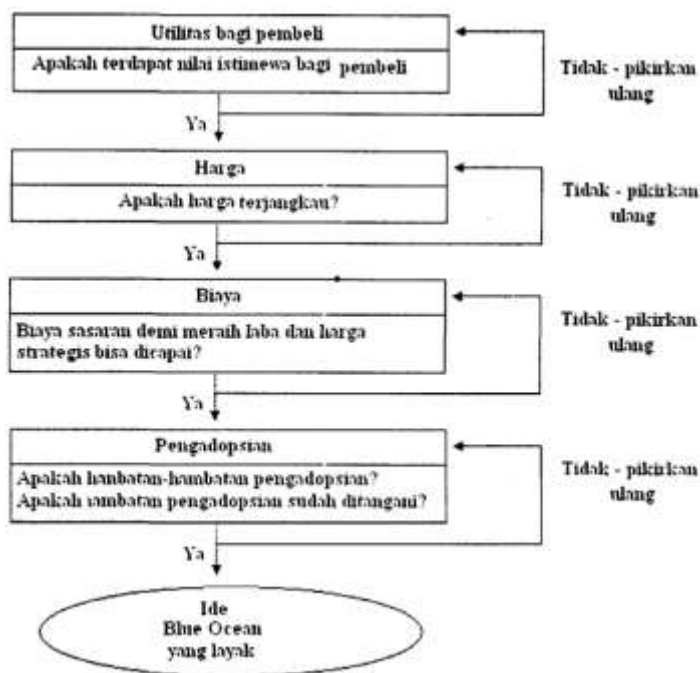 Utilitas bagi pembeli
Apakah terdapat nilai istimewa bagi pembeli
Tidak - pikirkan
ulang
Ya
Harga
Apakah harga terjangkau?
Tidak - pikirkan
ulang
Ya
Biaya
Biaya sasaran demi meraih laba dan harga
strategis bisa dicapai?
Tidak - pikirkan
ulang
Ya
Pengadopsian
Apakah hanbatan-hambatan pengadopsian?
Apakah iambatan pengadopsian sudah ditangani?
Tidak - pikirkan
ulang
Ya
Ide
Blue Ocean
yang layak